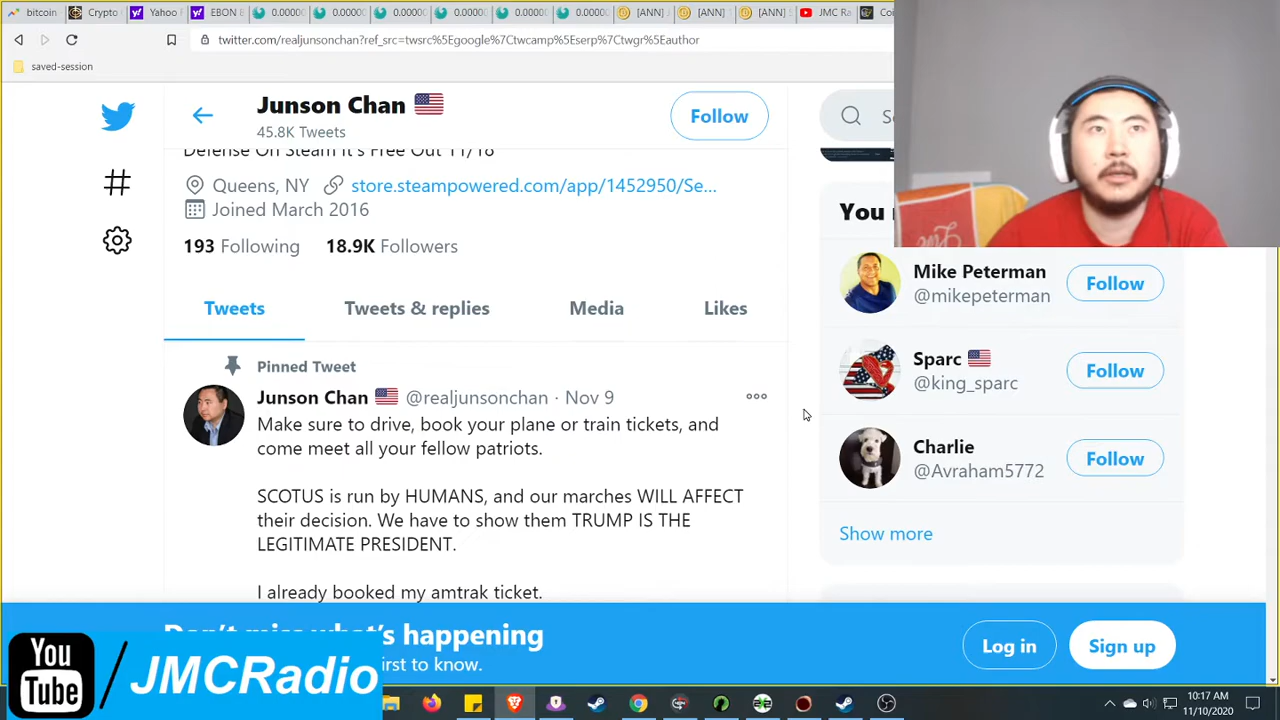 bitcoin
Crypto
Yahoo F
EBON
0.0000
0.0000
0.0000
0.0000
0.0000
0.0000
[ANN]
[ANN]
[ANN]
JMC Ra
Coi
twitter.com/realjunsonchan?ref_src=twsrc%5Egoogle%7Ctwcamp%5Eserp%7Ctwgr%5Eauthor
saved-session
Junson Chan
45.8K Tweets
Follow
Defense On Steam It's Free Out 11/18
Queens, NY
store.steampowered.com/app/1452950/Se...
Joined March 2016
193 Following
18.9K Followers
Tweets
Tweets & replies
Media
Likes
Pinned Tweet
Junson Chan @realjunsonchan · Nov 9
Make sure to drive, book your plane or train tickets, and
come meet all your fellow patriots.
SCOTUS is run by HUMANS, and our marches WILL AFFECT
their decision. We have to show them TRUMP IS THE
LEGITIMATE PRESIDENT.
I already booked my amtrak ticket.
You
Mike Peterman
@mikepeterman
Follow
Sparc
@king_sparc
Follow
Charlie
@Avraham5772
Follow
Show more
Don't miss what's happening
irst to know.
Log in
Sign up
You
Tube
/JMCRadio
10:17 AM
11/10/2020